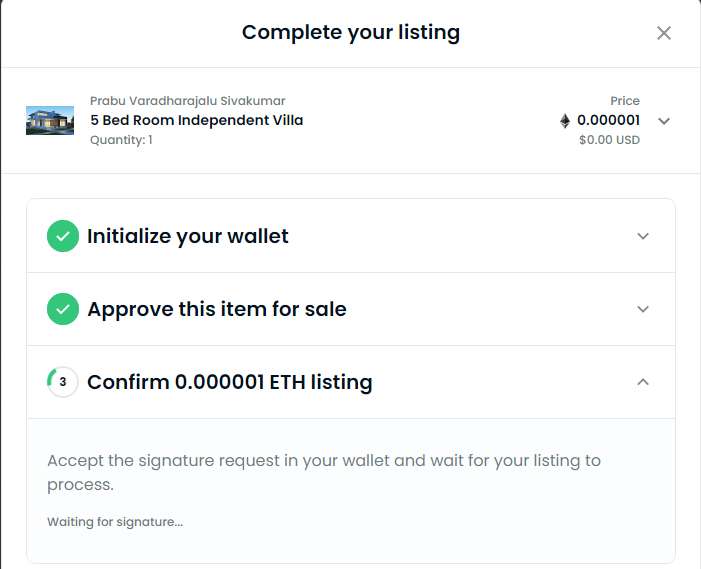 Complete your listing
Prabu Varadharajalu Sivakumar
5 Bed Room Independent Villa
Quantity: 1
Price
0.000001
$0.00 USD
Initialize your wallet
Approve this item for sale
3
Confirm 0.000001 ETH listing
Accept the signature request in your wallet and wait for your listing to
process.
Waiting for signature...